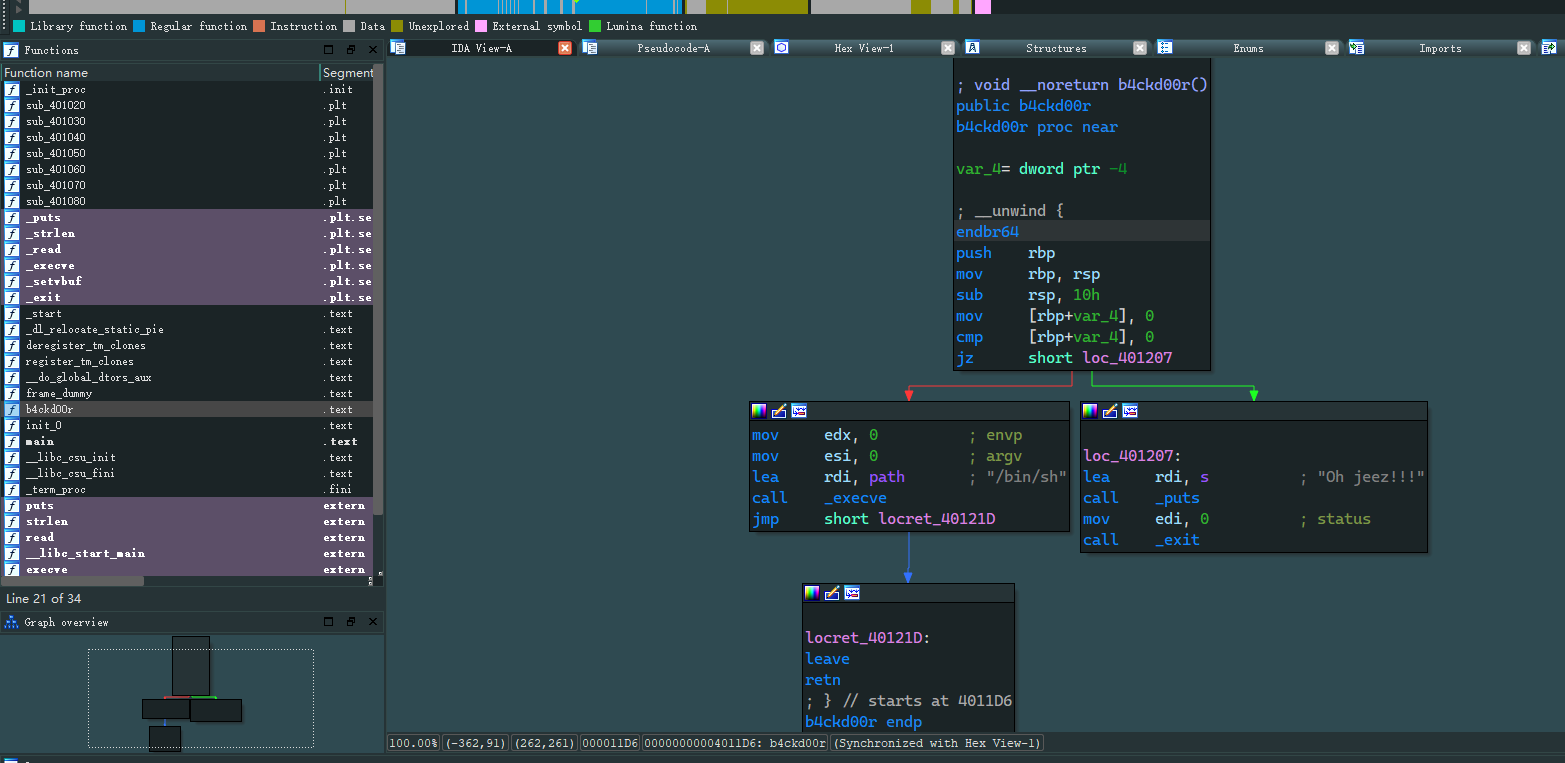 Library function Regular function Instruction Data Unexplored External symbol Lumina function
Functions
Function name Segment
_init_proc .init
sub_401020 .plt
sub_401030 .plt
sub_401040 .plt
sub_401050 .plt
sub_401060 .plt
sub_401070 .plt
sub_401080 .plt
_puts .plt.se
_strlen .plt.se
_read .plt.se
_execve .plt.se
_setvbuf .plt.se
_exit .plt.se
_start .text
_dl_relocate_static_pie .text
deregister_tm_clones .text
register_tm_clones .text
__do_global_dtors_aux .text
frame_dummy .text
b4ckd00r .text
init_0 .text
main .text
__libc_csu_init .text
__libc_csu_fini .text
_term_proc .fini
puts extern
strlen extern
read extern
__libc_start_main extern
execve extern
Line 21 of 34
Graph overview
IDA View-A Pseudocode-A Hex View-1 Structures Enums Imports
; void __noreturn b4ckd00r()
public b4ckd00r
b4ckd00r proc near
var_4= dword ptr -4
; __unwind {
endbr64
push rbp
mov rbp, rsp
sub rsp, 10h
mov [rbp+var_4], 0
cmp [rbp+var_4], 0
jz short loc_401207
mov edx, 0 ; envp
mov esi, 0 ; argv
lea rdi, path ; "/bin/sh"
call _execve
jmp short locret_40121D
loc_401207:
lea rdi, s ; "Oh jeez!!!"
call _puts
mov edi, 0 ; status
call _exit
locret_40121D:
leave
retn
; } // starts at 4011D6
b4ckd00r endp
100.00% (-362,91) (262,261) 000011D6 00000000004011D6: b4ckd00r (Synchronized with Hex View-1)